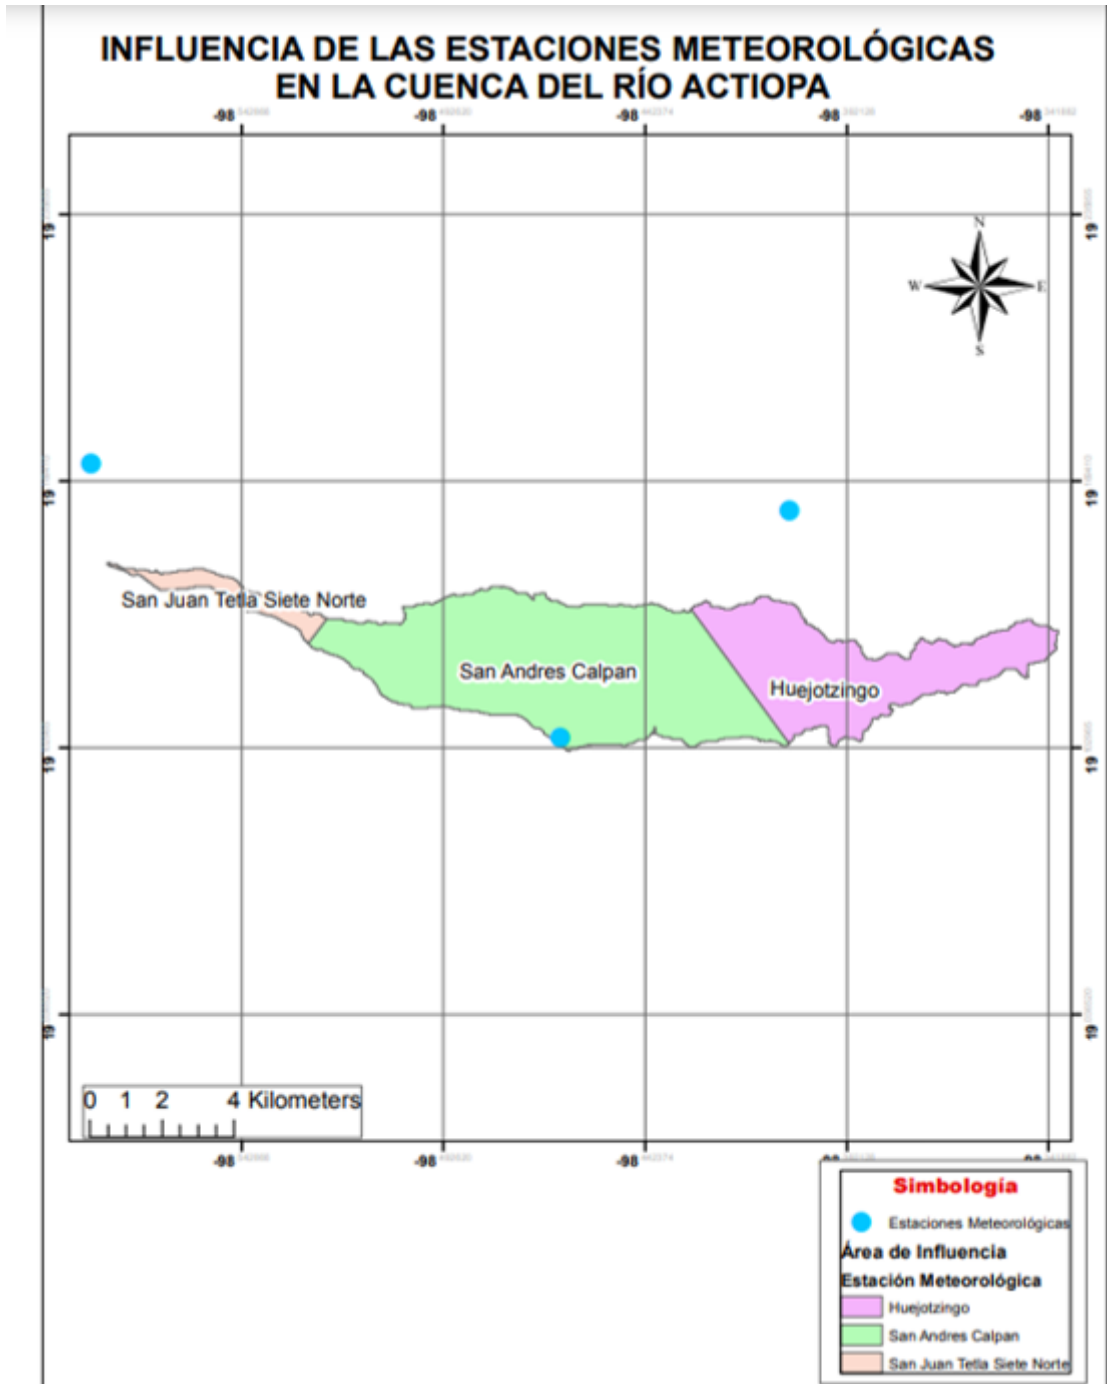 INFLUENCIA DE LAS ESTACIONES METEOROLÓGICAS
EN LA CUENCA DEL RÍO ACTIOPA
-98 -98 -98 -98 -98
19 19
N
W E
S
19 19
San Juan Tetla Siete Norte
San Andres Calpan
Huejotzingo
19 19
19 19
0 1 2 4 Kilometers
-98 -98 -98
Simbología
Estaciones Meteorológicas
Área de Influencia
Estación Meteorológica
Huejotzingo
San Andres Calpan
San Juan Tetla Siete Norte